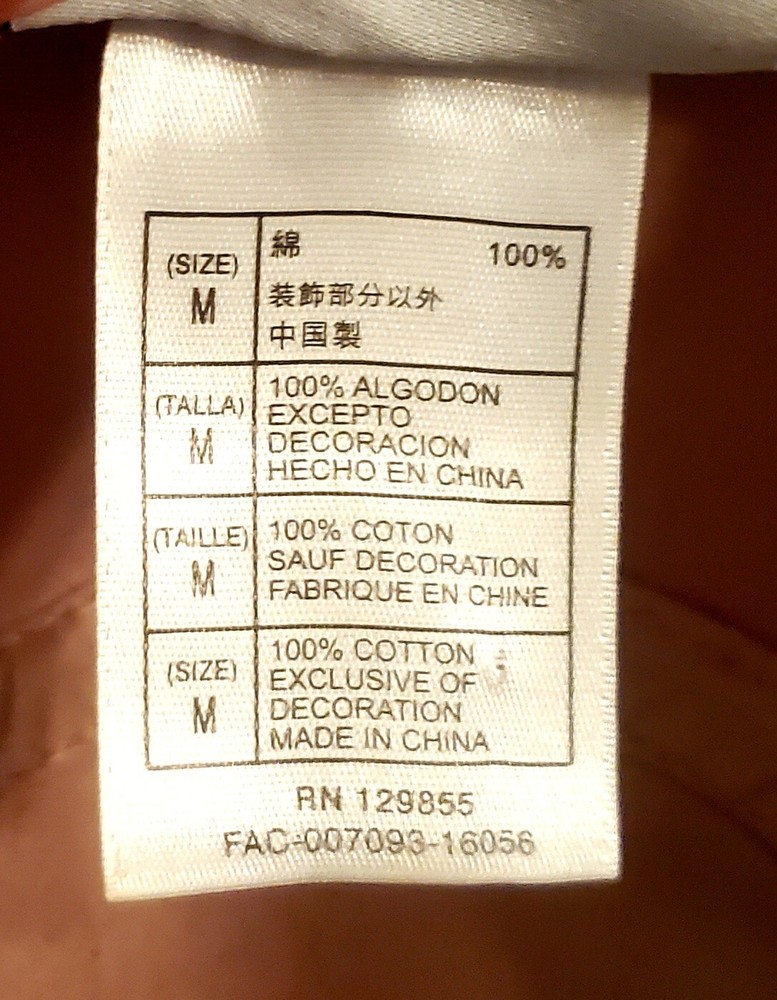 (SIZE)
M
綿 100%
装飾部分以外
中国製
(TALLA)
M
100% ALGODON
EXCEPTO
DECORACION
HECHO EN CHINA
(TAILLE)
M
100% COTON
SAUF DECORATION
FABRIQUE EN CHINE
(SIZE)
M
100% COTTON
EXCLUSIVE OF
DECORATION
MADE IN CHINA
RN 129855
FAC-007093-16056